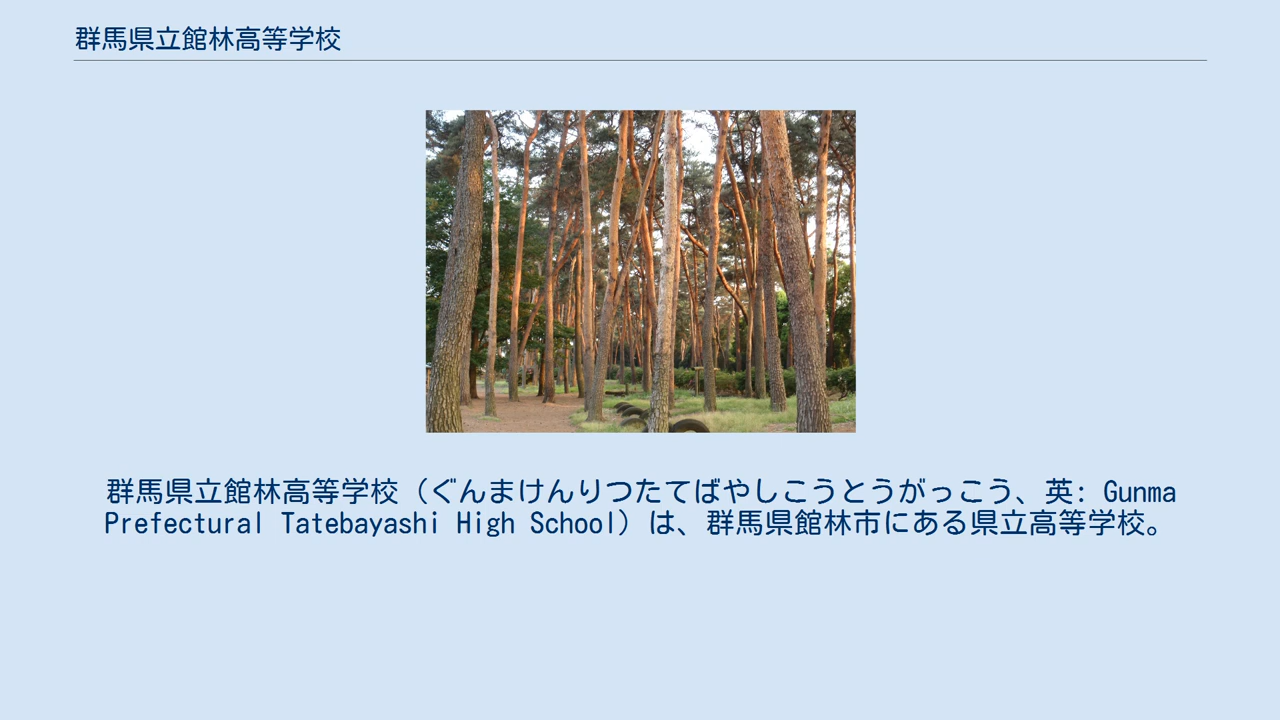 群馬県立館林高等学校
群馬県立館林高等学校（ぐんまけんりつたてばやしこうとうがっこう、英: Gunma
Prefectural Tatebayashi High School）は、群馬県館林市にある県立高等学校。